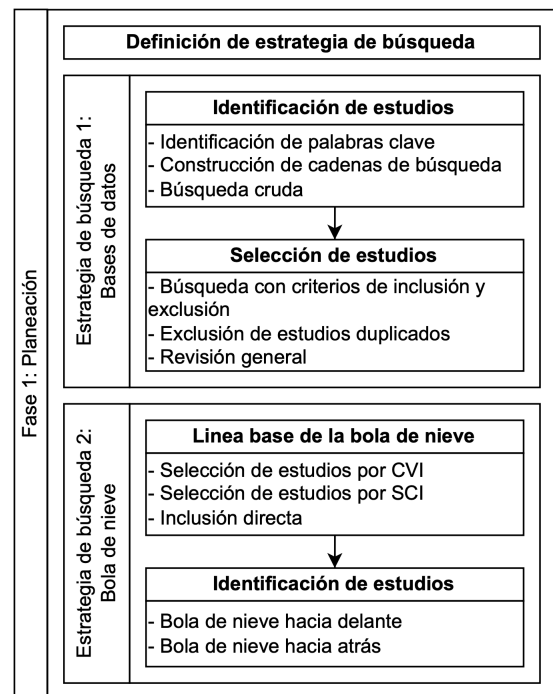 Fase 1: Planeación
Definición de estrategia de búsqueda
Estrategia de búsqueda 1:
Bases de datos
Identificación de estudios
- Identificación de palabras clave
- Construcción de cadenas de búsqueda
- Búsqueda cruda
Selección de estudios
- Búsqueda con criterios de inclusión y
exclusión
- Exclusión de estudios duplicados
- Revisión general
Estrategia de búsqueda 2:
Bola de nieve
Linea base de la bola de nieve
- Selección de estudios por CVI
- Selección de estudios por SCI
- Inclusión directa
Identificación de estudios
- Bola de nieve hacia delante
- Bola de nieve hacia atrás